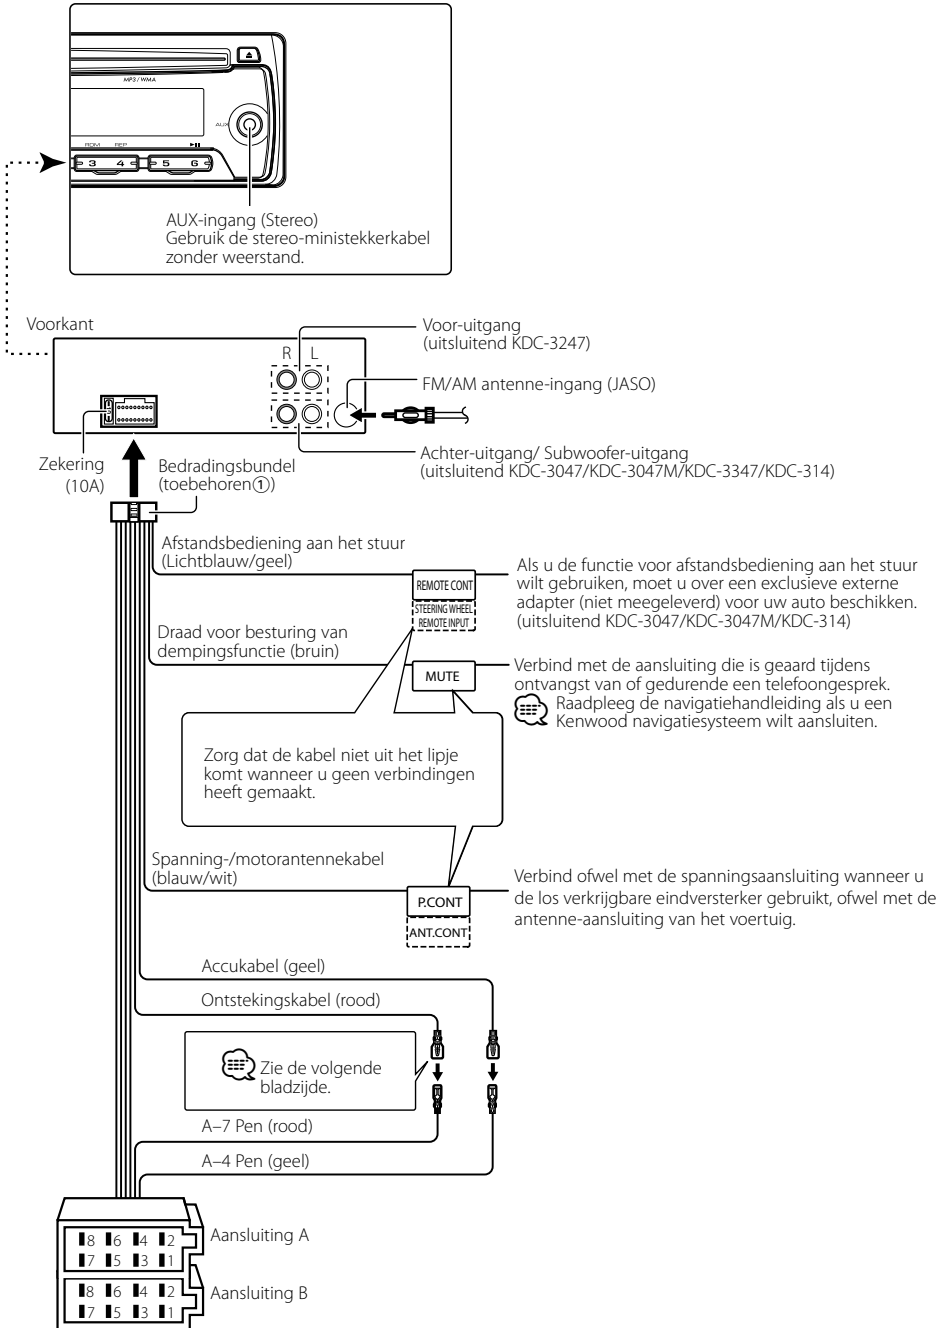 MP3 / WMA
AUX
RDM REP ►II
3 4 5 6
AUX-ingang (Stereo)
Gebruik de stereo-ministekkerkabel
zonder weerstand.
Voorkant
R L
Voor-uitgang
(uitsluitend KDC-3247)
FM/AM antenne-ingang (JASO)
Achter-uitgang/ Subwoofer-uitgang
(uitsluitend KDC-3047/KDC-3047M/KDC-3347/KDC-314)
Zekering
(10A)
Bedradingsbundel
(toebehoren①)
Afstandsbediening aan het stuur
(Lichtblauw/geel)
REMOTE CONT
STEERING WHEEL
REMOTE INPUT
Als u de functie voor afstandsbediening aan het stuur
wilt gebruiken, moet u over een exclusieve externe
adapter (niet meegeleverd) voor uw auto beschikken.
(uitsluitend KDC-3047/KDC-3047M/KDC-314)
Draad voor besturing van
dempingsfunctie (bruin)
MUTE
Verbind met de aansluiting die is geaard tijdens
ontvangst van of gedurende een telefoongesprek.
Raadpleeg de navigatiehandleiding als u een
Kenwood navigatiesysteem wilt aansluiten.
Zorg dat de kabel niet uit het lipje
komt wanneer u geen verbindingen
heeft gemaakt.
Spanning-/motorantennekabel
(blauw/wit)
P.CONT
ANT.CONT
Verbind ofwel met de spanningsaansluiting wanneer u
de los verkrijgbare eindversterker gebruikt, ofwel met de
antenne-aansluiting van het voertuig.
Accukabel (geel)
Ontstekingskabel (rood)
Zie de volgende
bladzijde.
A–7 Pen (rood)
A–4 Pen (geel)
8 6 4 2
7 5 3 1
Aansluiting A
8 6 4 2
7 5 3 1
Aansluiting B